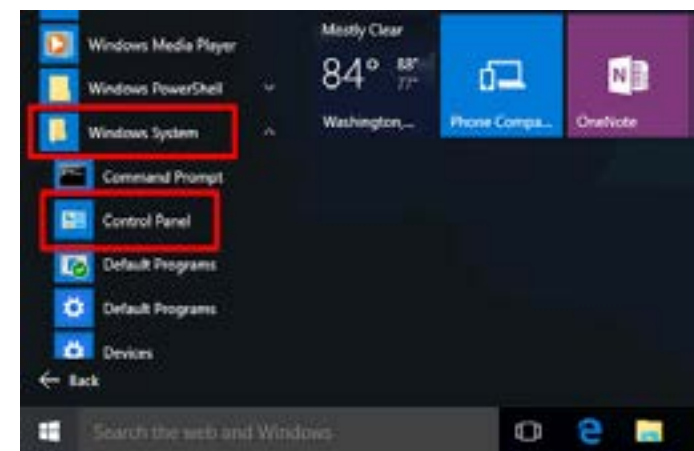 Windows Media Player
Windows PowerShell
Windows System
Command Prompt
Control Panel
Default Programs
Default Programs
Devices
Back
Search the web and Windows
Mostly Clear
84° 88°
77°
Washington,...
Phone Compa...
OneNote